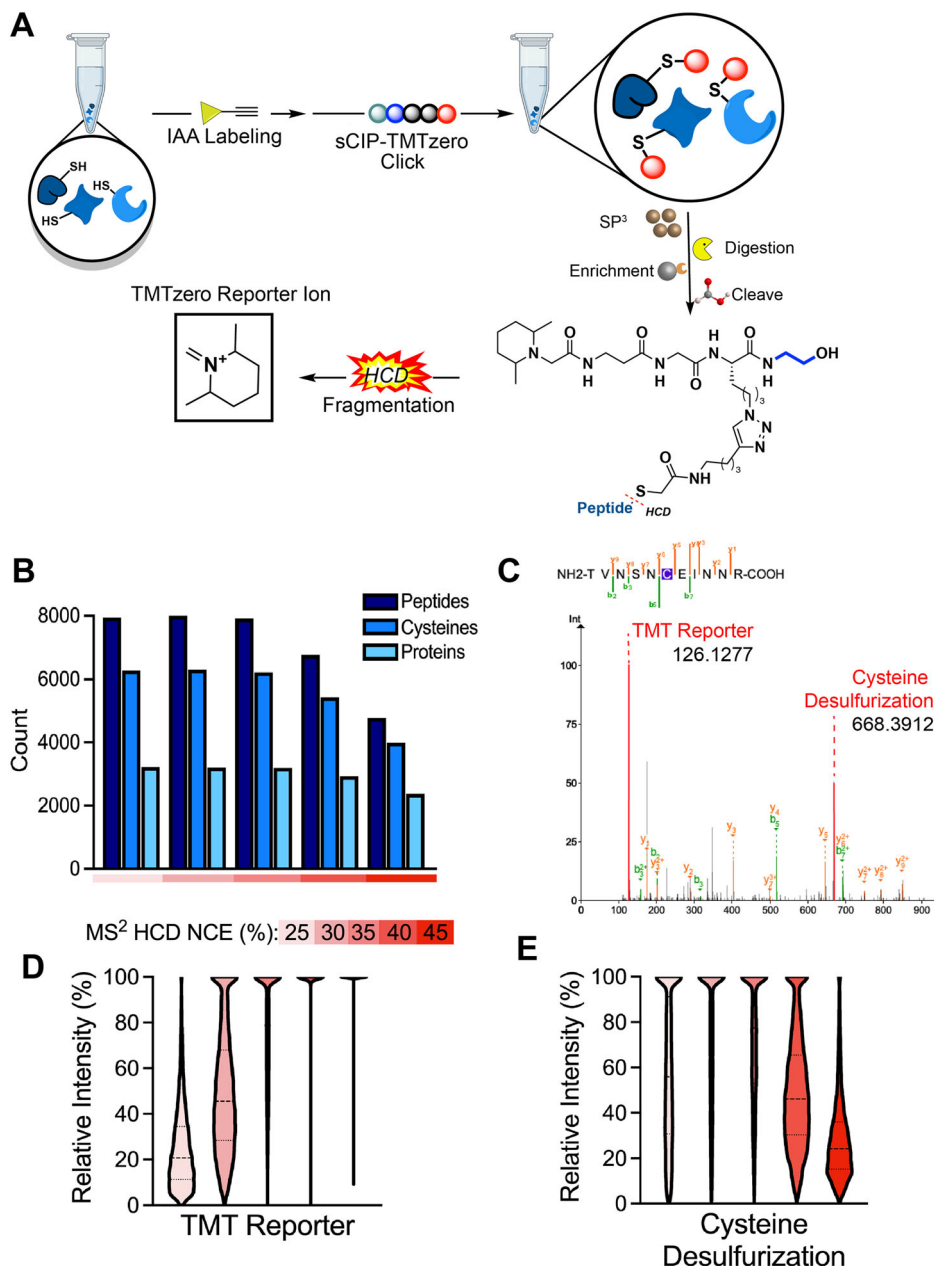 A
SH
HS
HS
IAA Labeling
sCIP-TMTzero
Click
S
S
S
S
SP³
Digestion
Enrichment
Cleave
TMTzero Reporter Ion
N⁺
HCD
Fragmentation
N
O
N
H
O
H
N
O
H
N
O
N
H
OH
3
N
N
N
O
S
NH
3
Peptide
HCD
B
Peptides
Cysteines
Proteins
Count
8000
6000
4000
2000
0
MS² HCD NCE (%): 25 30 35 40 45
C
NH2-T V N S N C E I N N R-COOH
TMT Reporter
126.1277
Cysteine
Desulfurization
668.3912
Int
100
75
50
25
0
100 200 300 400 500 600 700 800 900
D
Relative Intensity (%)
100
80
60
40
20
0
TMT Reporter
E
Relative Intensity (%)
100
80
60
40
20
0
Cysteine
Desulfurization